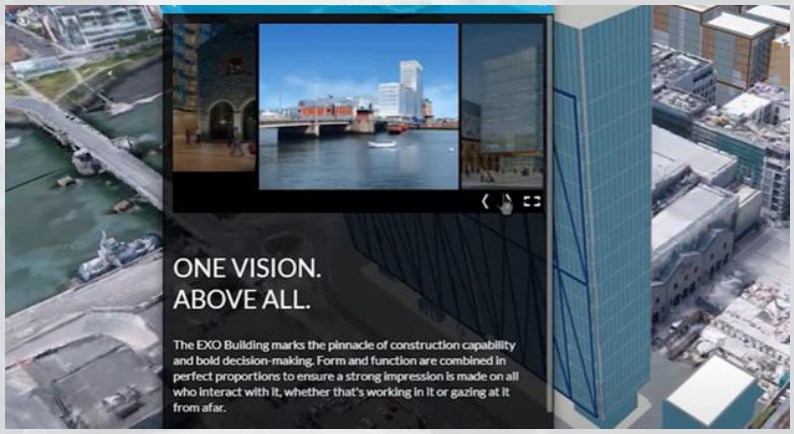 ONE VISION.
ABOVE ALL.
The EXO Building marks the pinnacle of construction capability
and bold decision-making. Form and function are combined in
perfect proportions to ensure a strong impression is made on all
who interact with it, whether that's working in it or gazing at it
from afar.